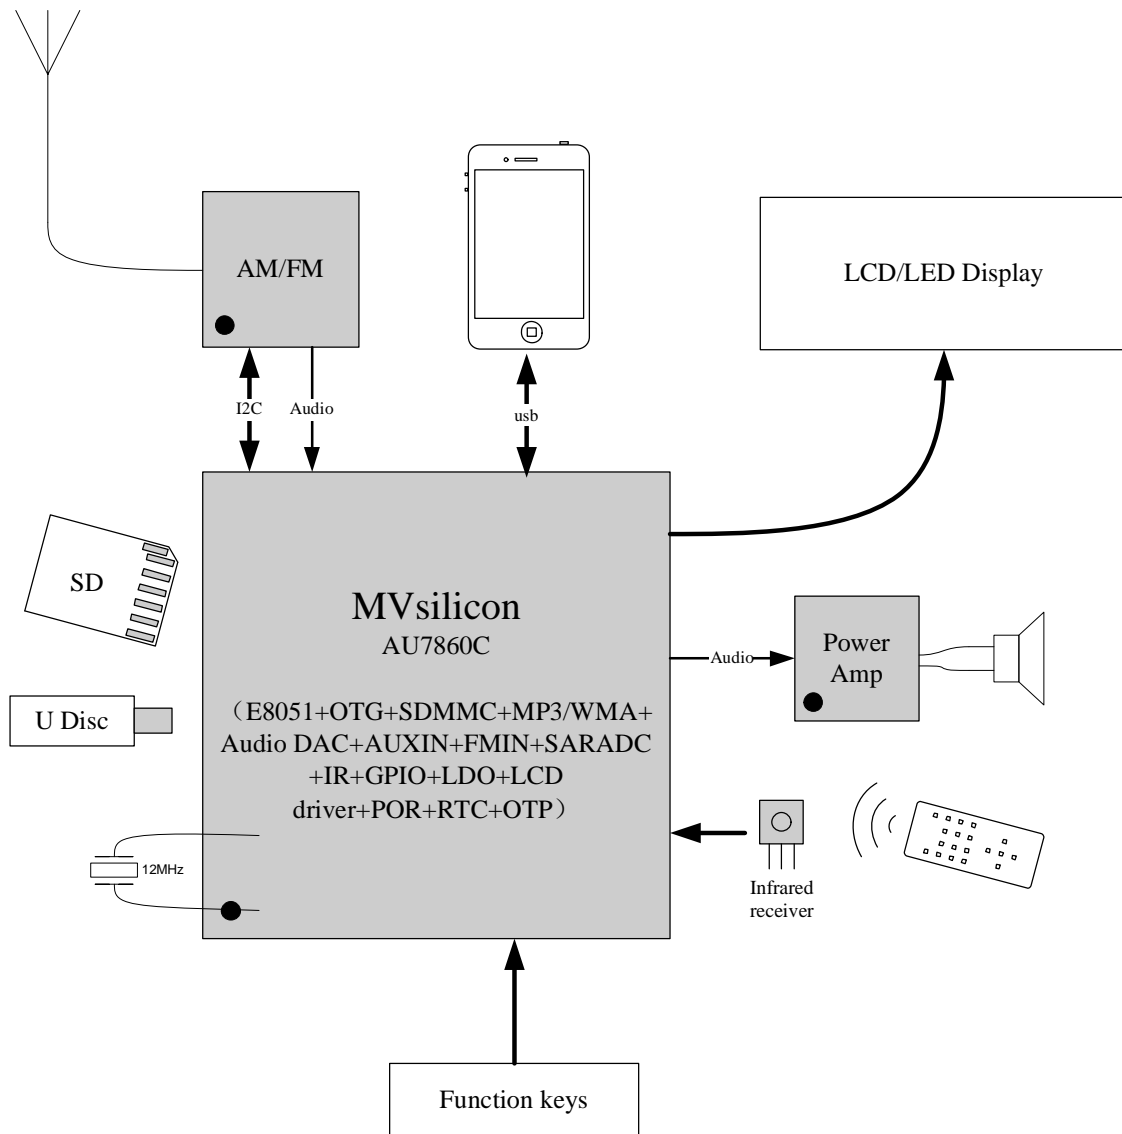 AM/FM
LCD/LED Display
I2C
Audio
usb
SD
MVsilicon
AU7860C
Power
Amp
Audio
U Disc
（E8051+OTG+SDMMC+MP3/WMA+
Audio DAC+AUXIN+FMIN+SARADC
+IR+GPIO+LDO+LCD
driver+POR+RTC+OTP）
12MHz
Infrared
receiver
Function keys